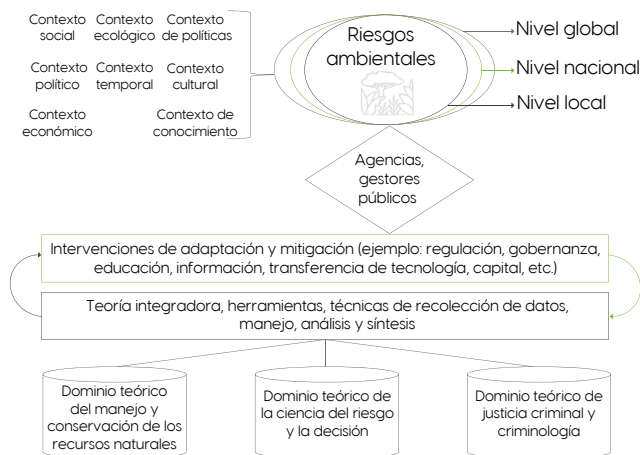 Contexto social
Contexto ecológico
Contexto de políticas
Contexto político
Contexto temporal
Contexto cultural
Contexto económico
Contexto de conocimiento
Riesgos
ambientales
Nivel global
Nivel nacional
Nivel local
Agencias,
gestores
públicos
Intervenciones de adaptación y mitigación (ejemplo: regulación, gobernanza,
educación, información, transferencia de tecnología, capital, etc.)
Teoría integradora, herramientas, técnicas de recolección de datos,
manejo, análisis y síntesis
Dominio teórico
del manejo y
conservación de los
recursos naturales
Dominio teórico de
la ciencia del riesgo
y la decisión
Dominio teórico de
justicia criminal y
criminología